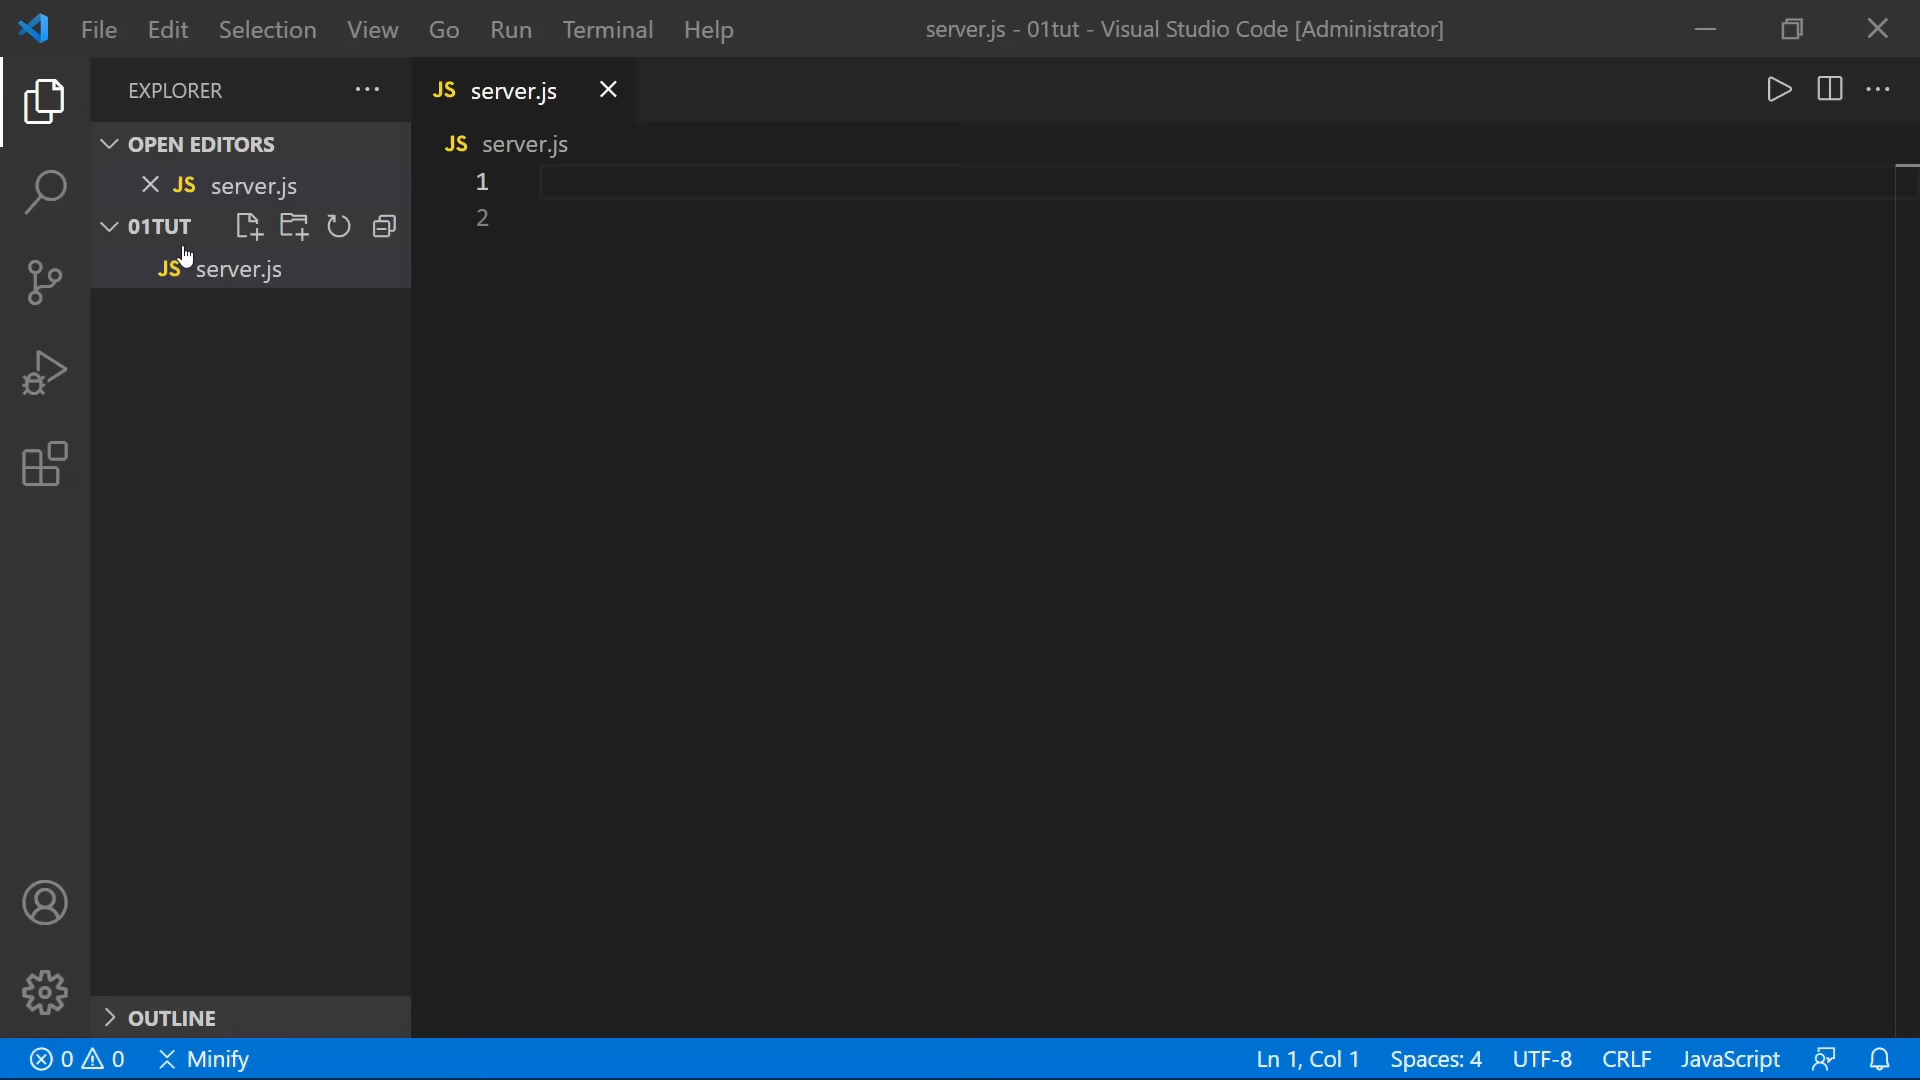 File Edit Selection View Go Run Terminal Help server.js - 01tut - Visual Studio Code [Administrator]
EXPLORER
JS server.js
OPEN EDITORS
JS server.js
JS server.js
1
01TUT
2
JS server.js
OUTLINE
0 0 Minify Ln 1, Col 1 Spaces: 4 UTF-8 CRLF JavaScript